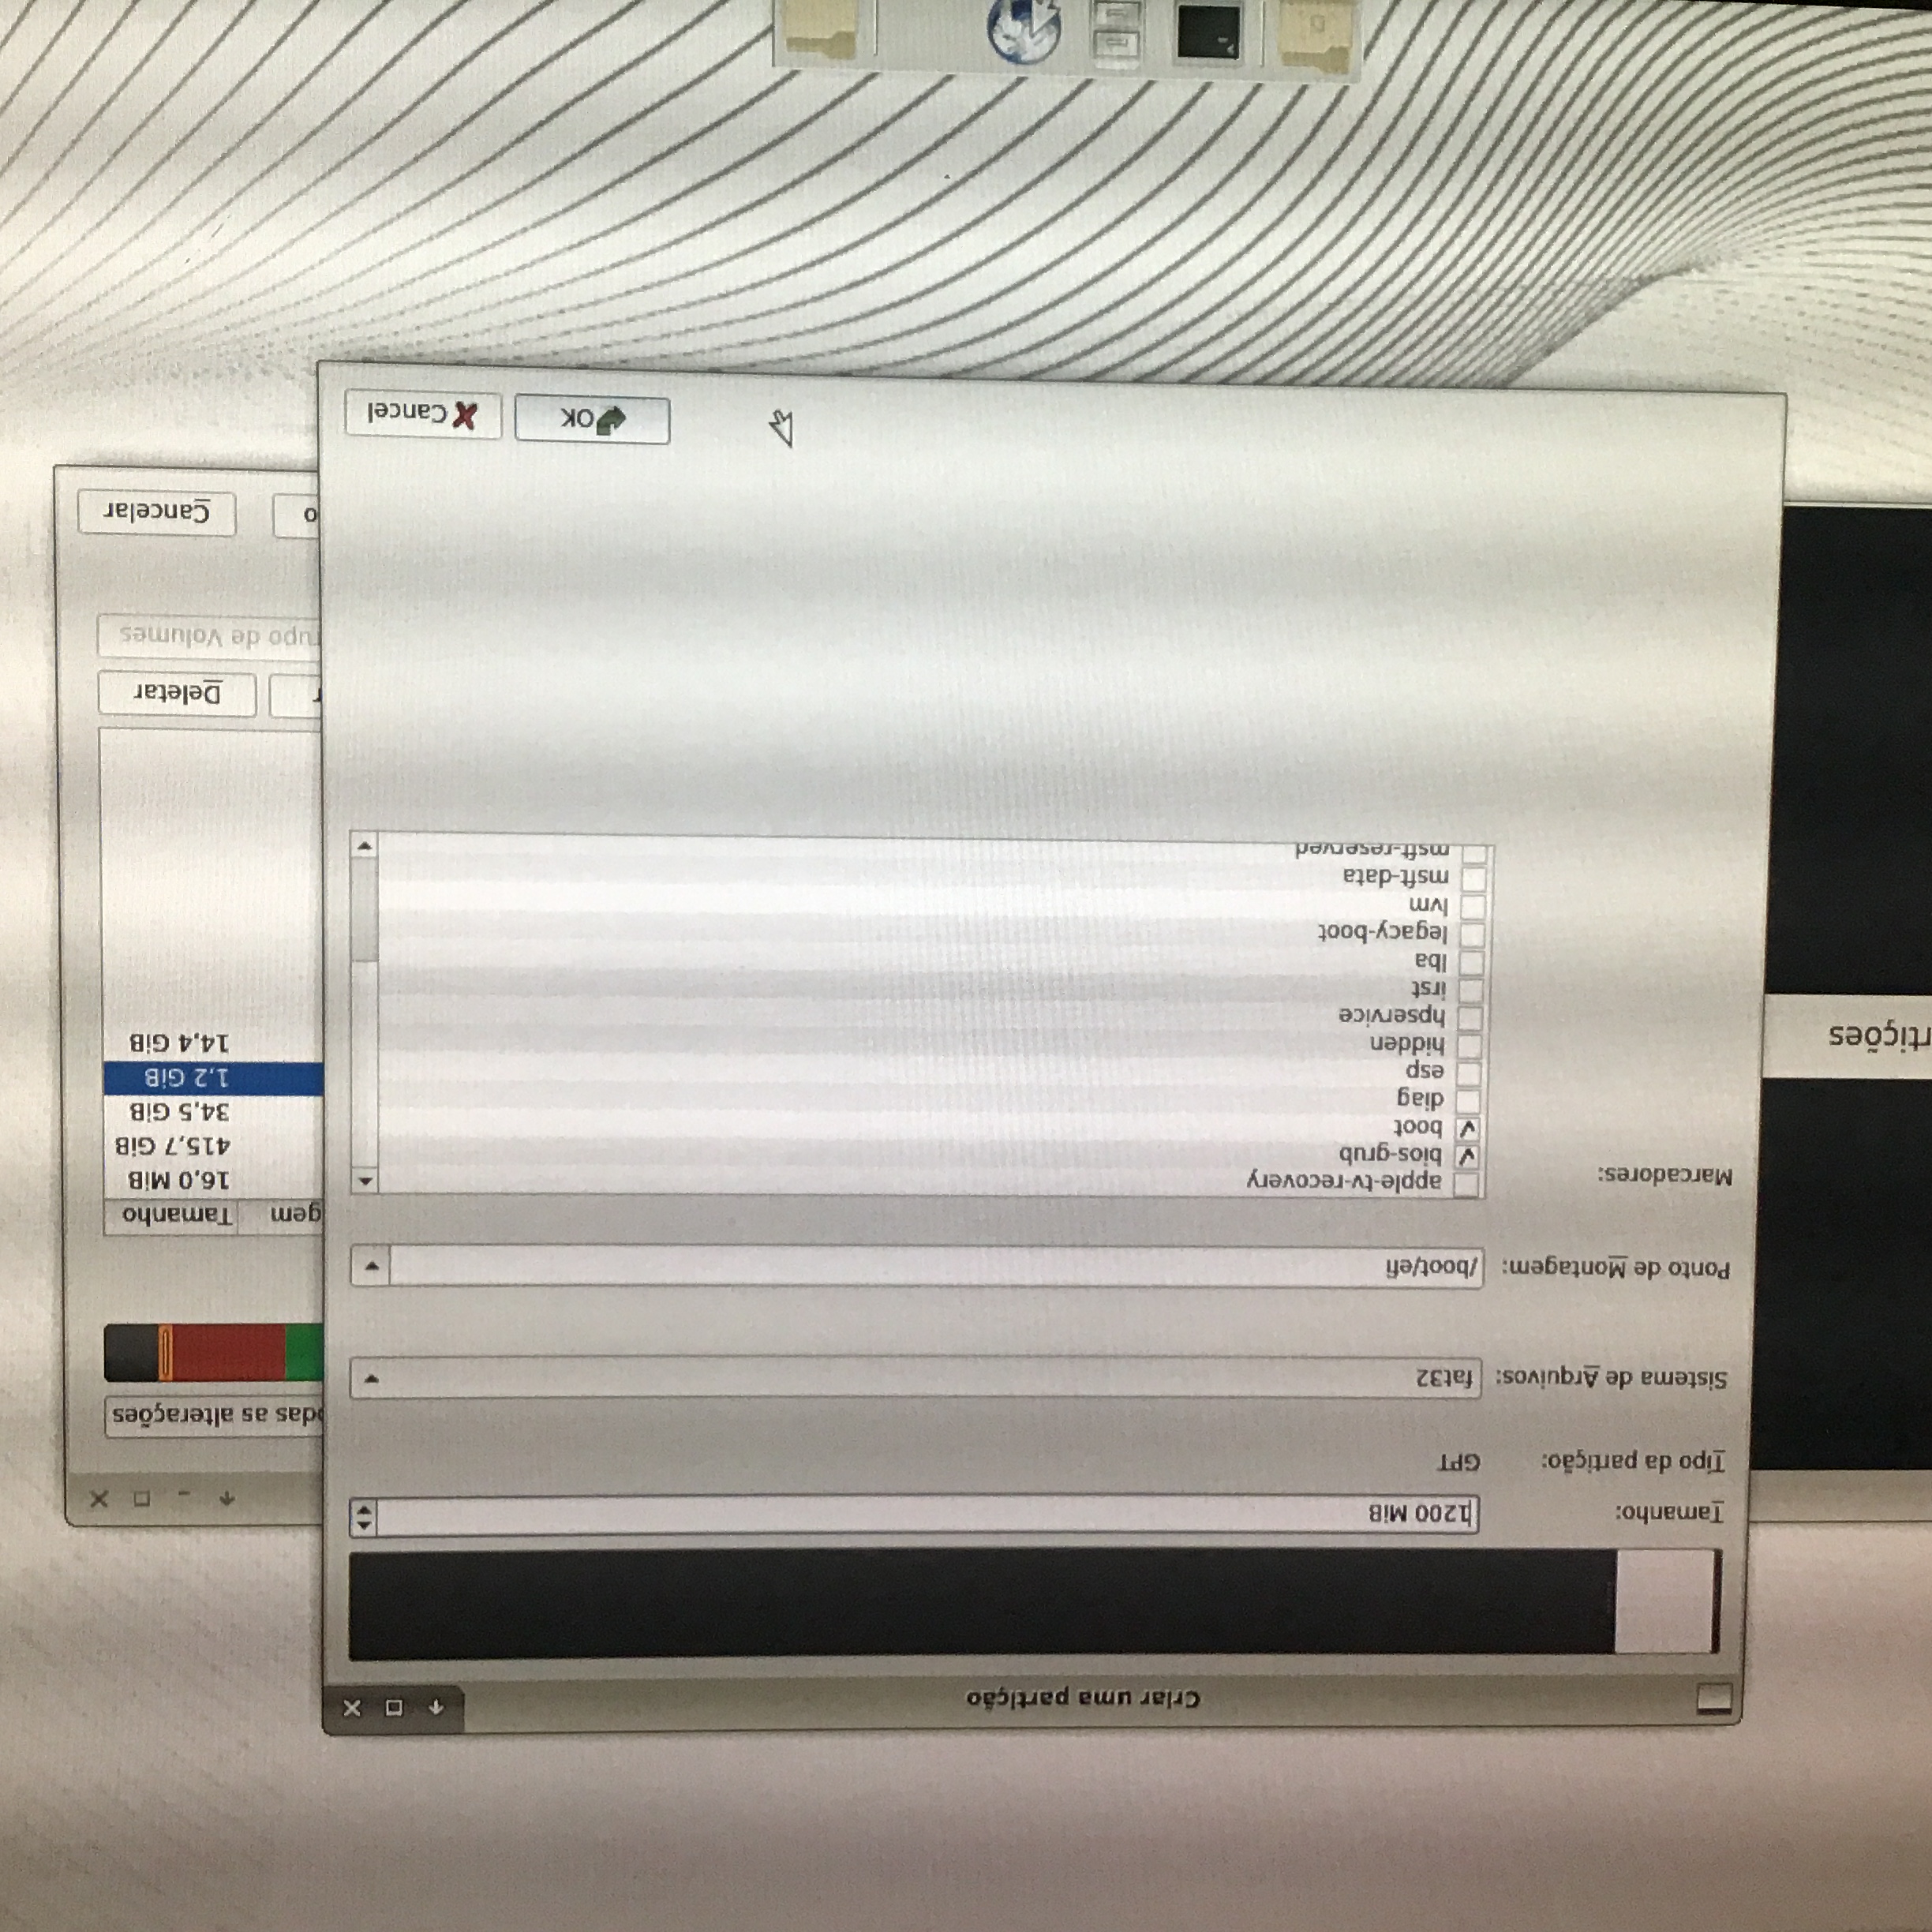 Criar uma partição
Tamanho:
1200 MiB
Tipo da partição:
GPT
Sistema de Arquivos:
fat32
Ponto de Montagem:
/boot/efi
Marcadores:
apple-tv-recovery
bios-grub
boot
diag
esp
hidden
hpservice
irst
lba
legacy-boot
lvm
msft-data
msft-reserved
OK
Cancel
rtições
odas as alterações
gem
Tamanho
16,0 MiB
415,7 GiB
34,5 GiB
1,2 GiB
14,4 GiB
r
Deletar
rupo de Volumes
o
Cancelar